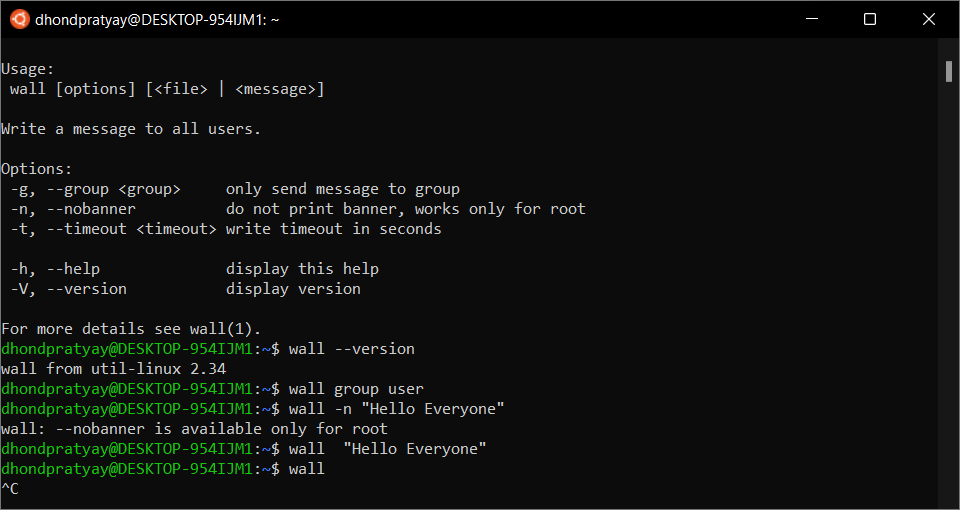 dhondpratyay@DESKTOP-954IJM1: ~
Usage:
 wall [options] [<file> | <message>]
Write a message to all users.
Options:
 -g, --group <group>     only send message to group
 -n, --nobanner          do not print banner, works only for root
 -t, --timeout <timeout> write timeout in seconds
 -h, --help              display this help
 -V, --version           display version
For more details see wall(1).
dhondpratyay@DESKTOP-954IJM1:~$ wall --version
wall from util-linux 2.34
dhondpratyay@DESKTOP-954IJM1:~$ wall group user
dhondpratyay@DESKTOP-954IJM1:~$ wall -n "Hello Everyone"
wall: --nobanner is available only for root
dhondpratyay@DESKTOP-954IJM1:~$ wall  "Hello Everyone"
dhondpratyay@DESKTOP-954IJM1:~$ wall
^C